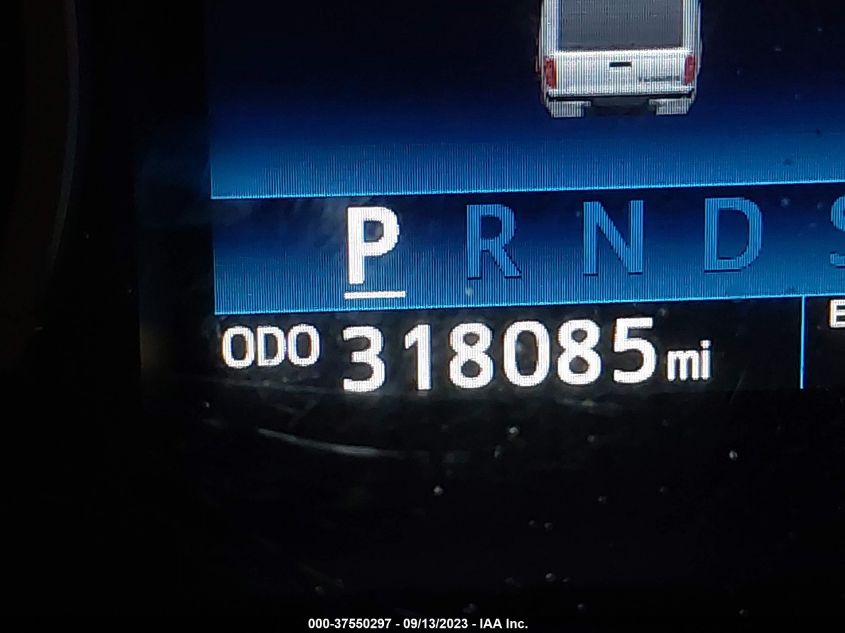 P R N D
ODO 318085 mi
000-37550297 - 09/13/2023 - IAA Inc.